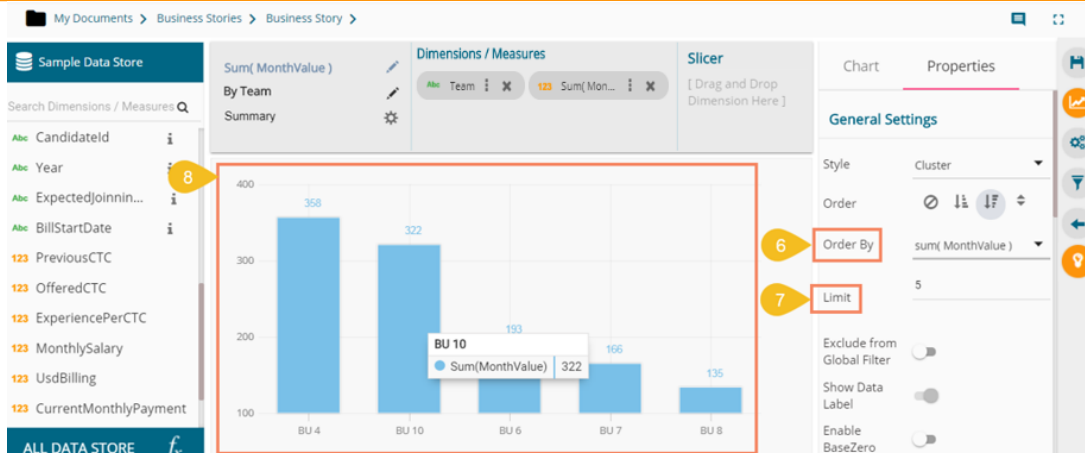 My Documents > Business Stories > Business Story >
Sample Data Store
Search Dimensions / Measures
Abc CandidateId i
Abc Year i
Abc ExpectedJoinnin... i
Abc BillStartDate i
123 PreviousCTC
123 OfferedCTC
123 ExperiencePerCTC
123 MonthlySalary
123 UsdBilling
123 CurrentMonthlyPayment
ALL DATA STORE fx
Sum( MonthValue )
By Team
Summary
Dimensions / Measures
Abc Team
123 Sum( Mon...
Slicer
[ Drag and Drop
Dimension Here ]
8
400
300
200
100
358
322
193
166
135
BU 10
Sum(MonthValue) 322
BU 4
BU 10
BU 6
BU 7
BU 8
Chart
Properties
General Settings
Style
Cluster
Order
6
Order By
sum( MonthValue )
7
Limit
5
Exclude from
Global Filter
Show Data
Label
Enable
BaseZero